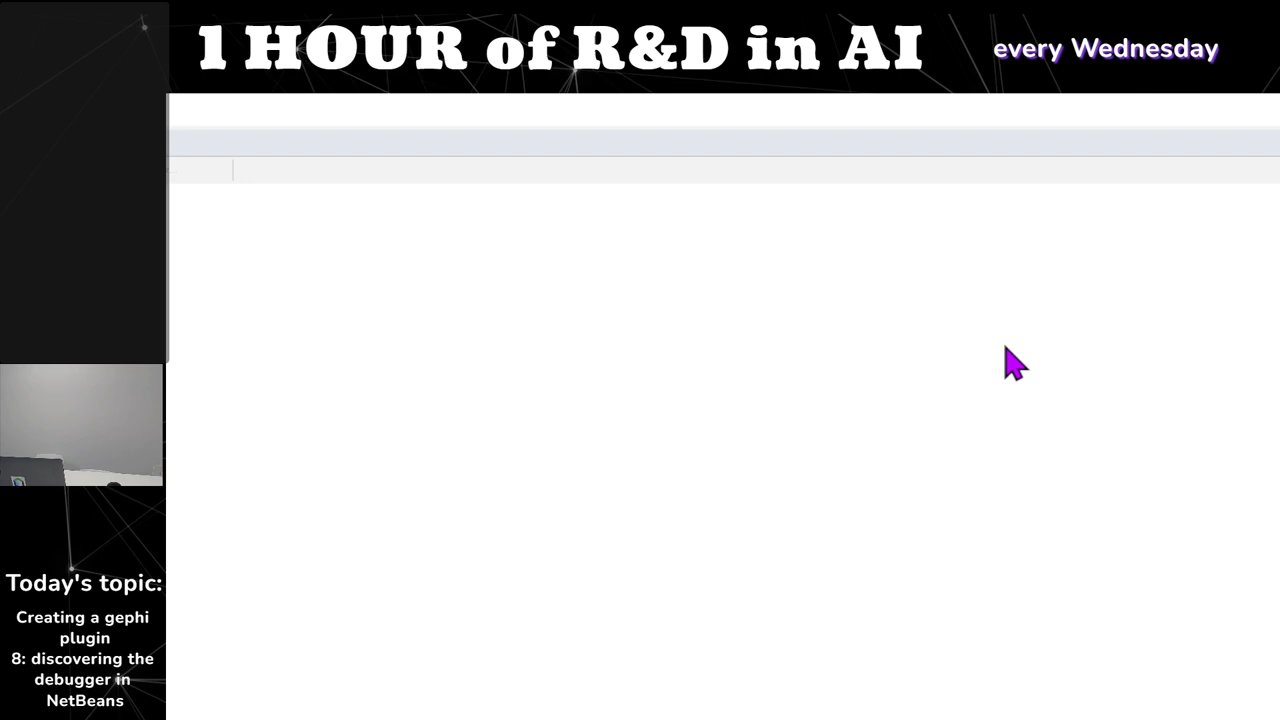 1 HOUR of R&D in AI
every Wednesday
Today's topic:
Creating a gephi
plugin
8: discovering the
debugger in
NetBeans